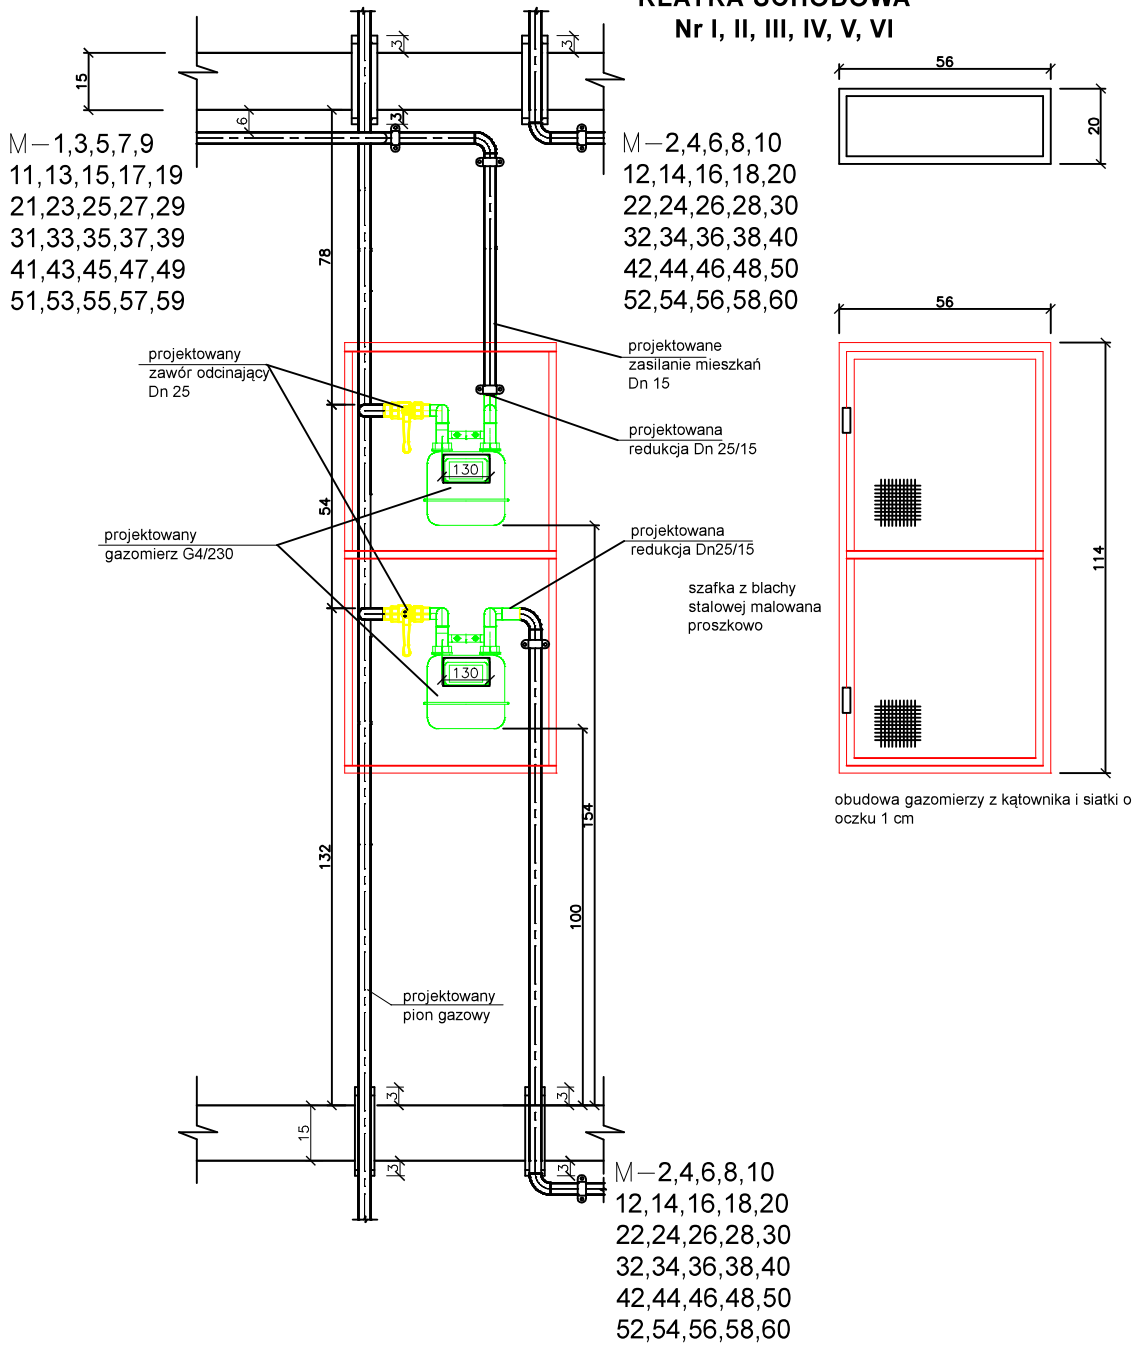 KLATKA SCHODOWA
Nr I, II, III, IV, V, VI
3
3
15
6
3
56
20
M-1,3,5,7,9
11,13,15,17,19
21,23,25,27,29
31,33,35,37,39
41,43,45,47,49
51,53,55,57,59
M-2,4,6,8,10
12,14,16,18,20
22,24,26,28,30
32,34,36,38,40
42,44,46,48,50
52,54,56,58,60
78
56
projektowany
zawór odcinający
Dn 25
projektowane
zasilanie mieszkań
Dn 15
projektowana
redukcja Dn 25/15
130
54
projektowany
gazomierz G4/230
projektowana
redukcja Dn25/15
114
szafka z blachy
stalowej malowana
proszkowo
130
obudowa gazomierzy z kątownika i siatki o
oczku 1 cm
154
132
100
projektowany
pion gazowy
3
3
15
3
3
M-2,4,6,8,10
12,14,16,18,20
22,24,26,28,30
32,34,36,38,40
42,44,46,48,50
52,54,56,58,60